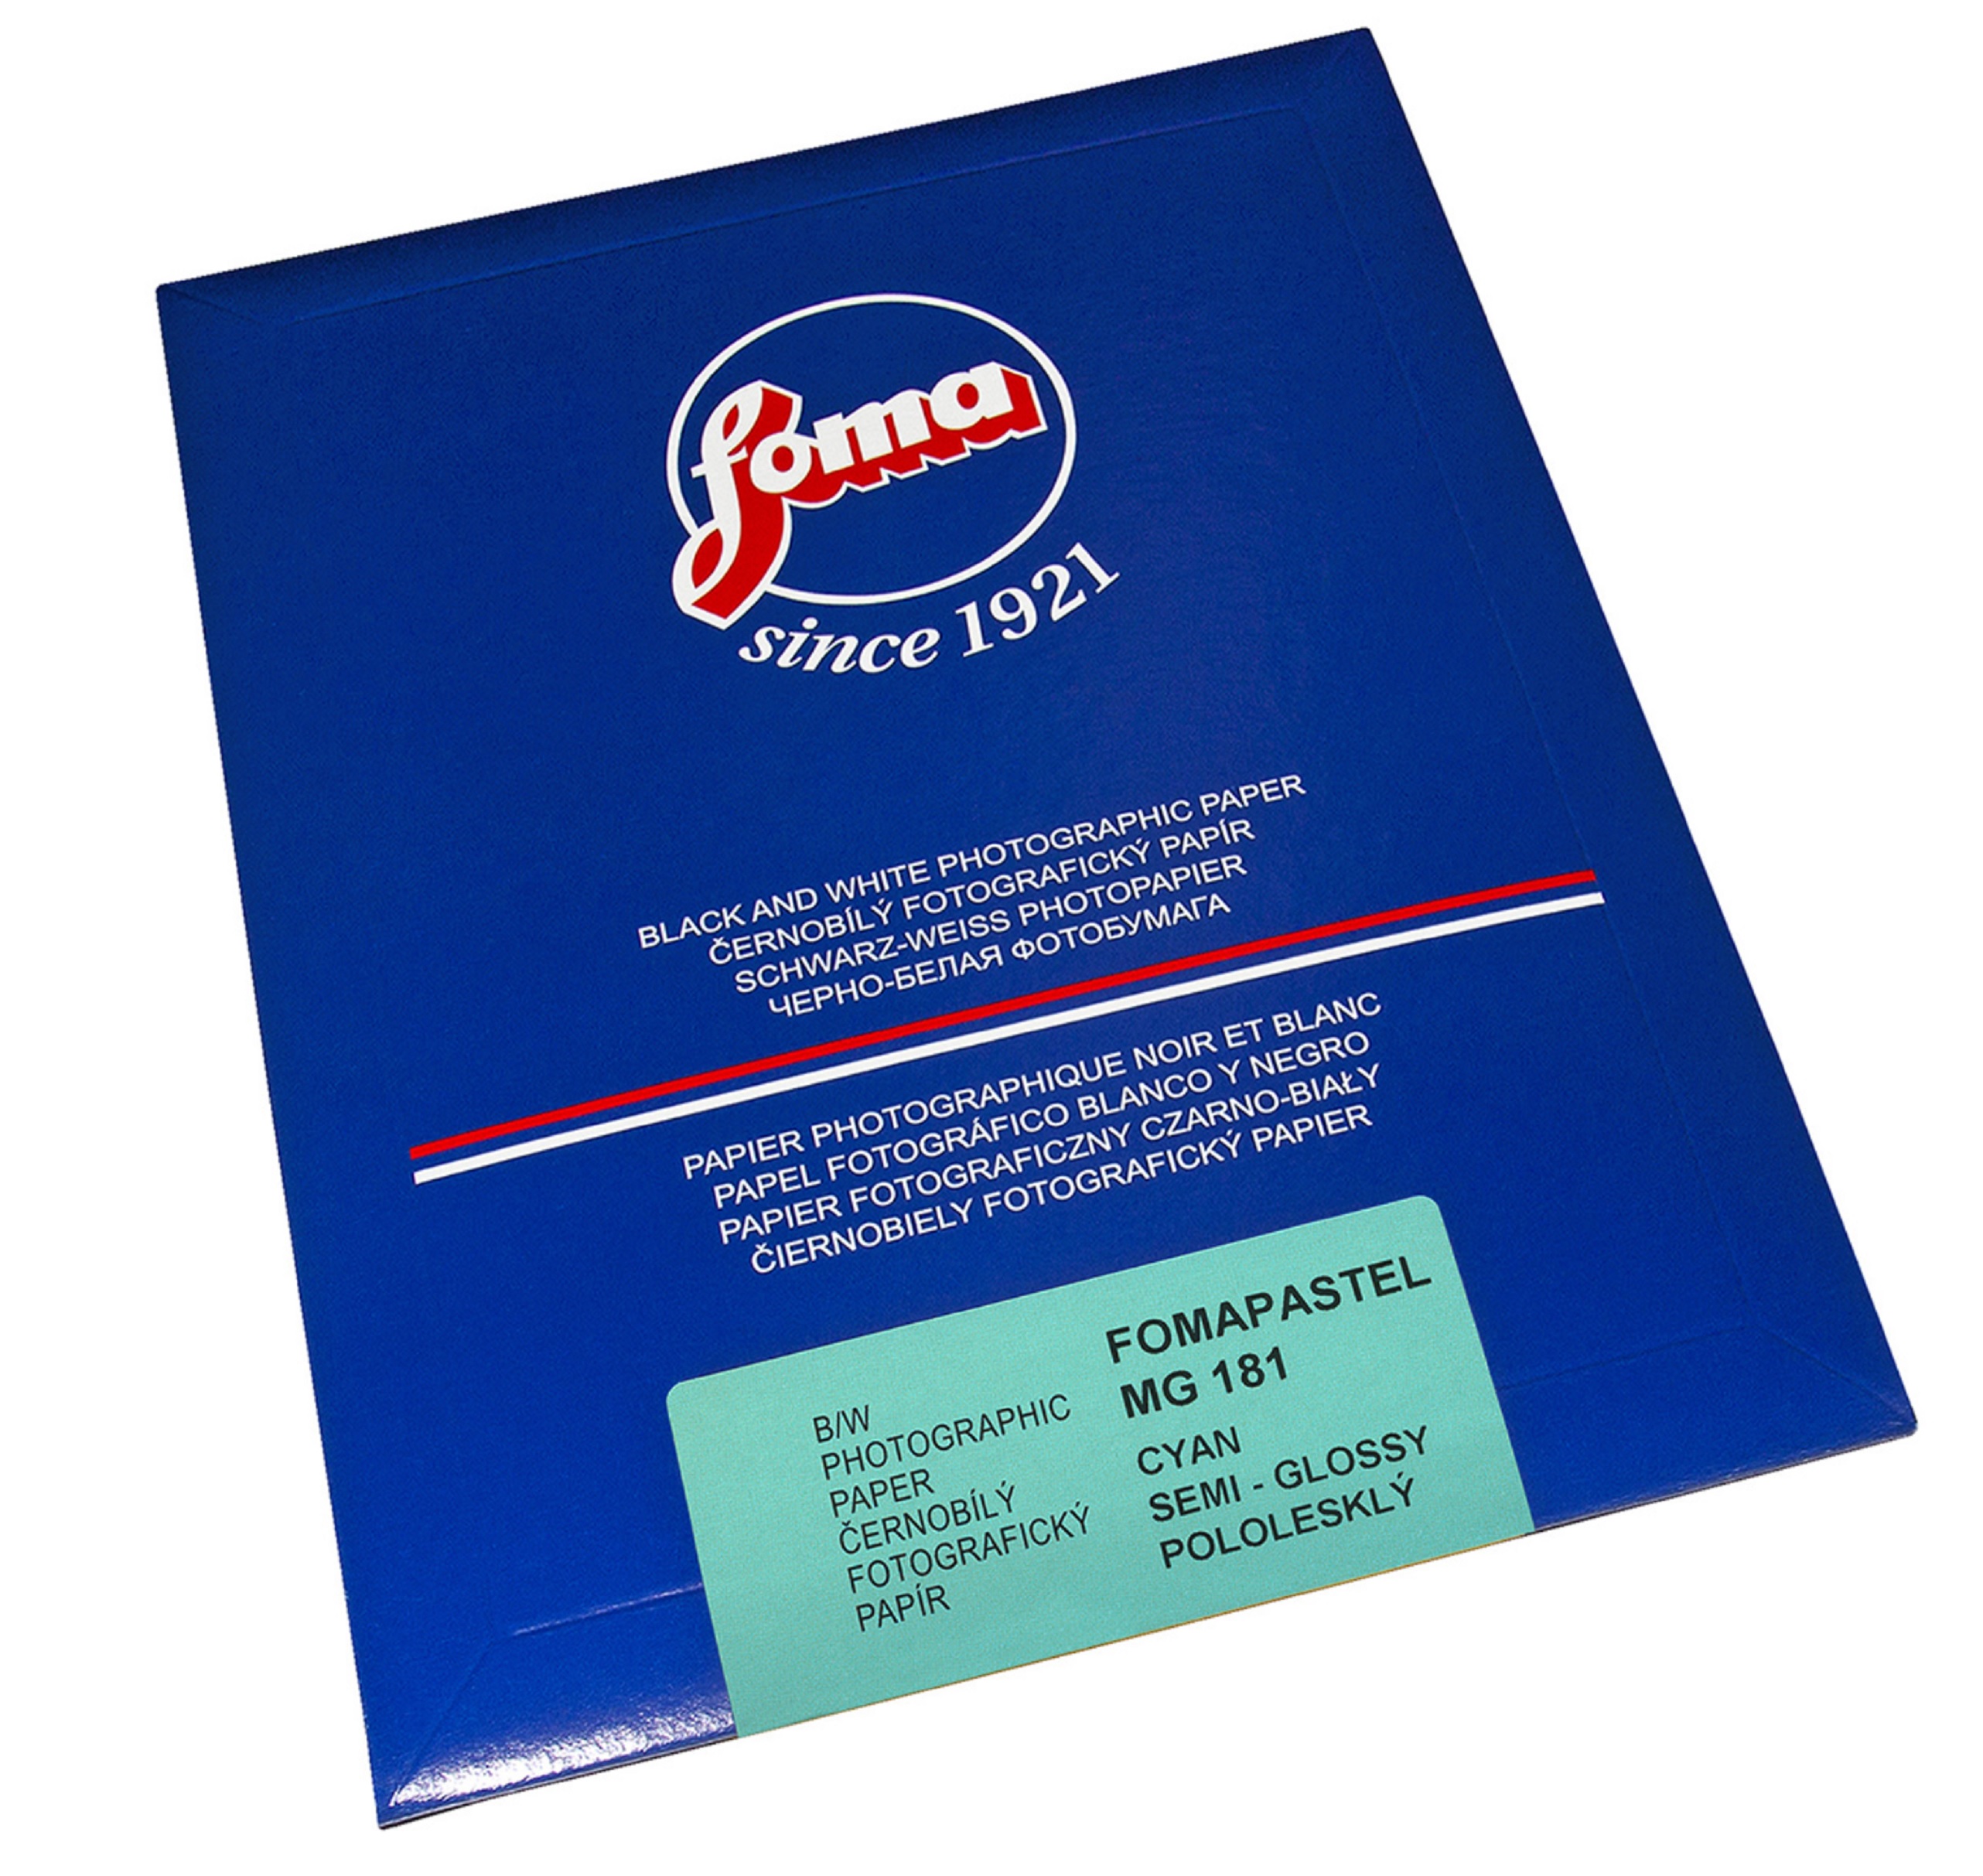 foma
since 1921
BLACK AND WHITE PHOTOGRAPHIC PAPER
ČERNOBÍLÝ FOTOGRAFICKÝ PAPÍR
SCHWARZ-WEISS PHOTOPAPIER
ЧЕРНО-БЕЛАЯ ФОТОБУМАГА
PAPIER PHOTOGRAPHIQUE NOIR ET BLANC
PAPEL FOTOGRÁFICO BLANCO Y NEGRO
PAPIER FOTOGRAFICZNY CZARNO-BIAŁY
ČIERNOBIELY FOTOGRAFICKÝ PAPIER
B/W
PHOTOGRAPHIC
PAPER
ČERNOBÍLÝ
FOTOGRAFICKÝ
PAPÍR
FOMAPASTEL
MG 181
CYAN
SEMI - GLOSSY
POLOLESKLÝ